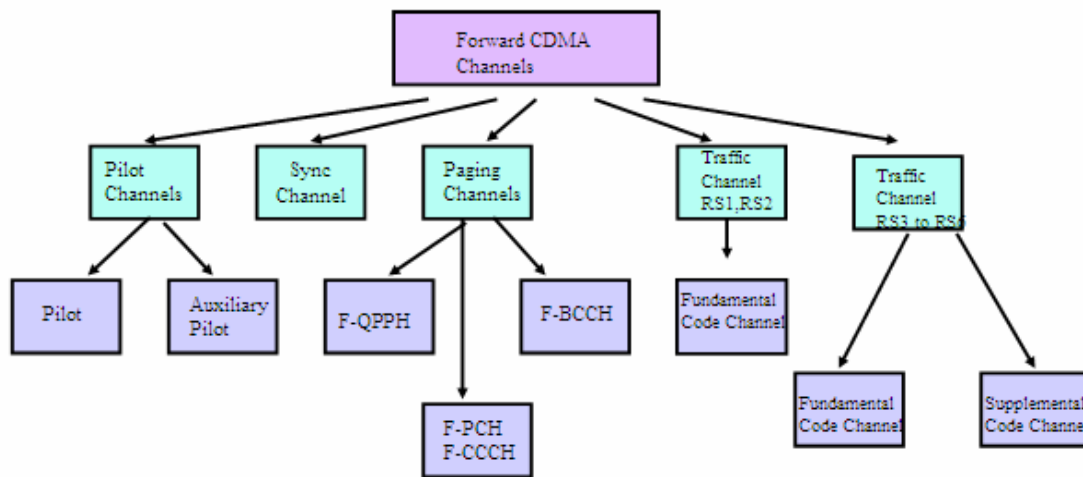 Forward CDMA
Channels
Pilot
Channels
Sync
Channel
Paging
Channels
Traffic
Channel
RS1,RS2
Traffic
Channel
RS3 to RS6
Pilot
Auxiliary
Pilot
F-QPPH
F-BCCH
Fundamental
Code Channel
F-PCH
F-CCCH
Fundamental
Code Channel
Supplemental
Code Channel